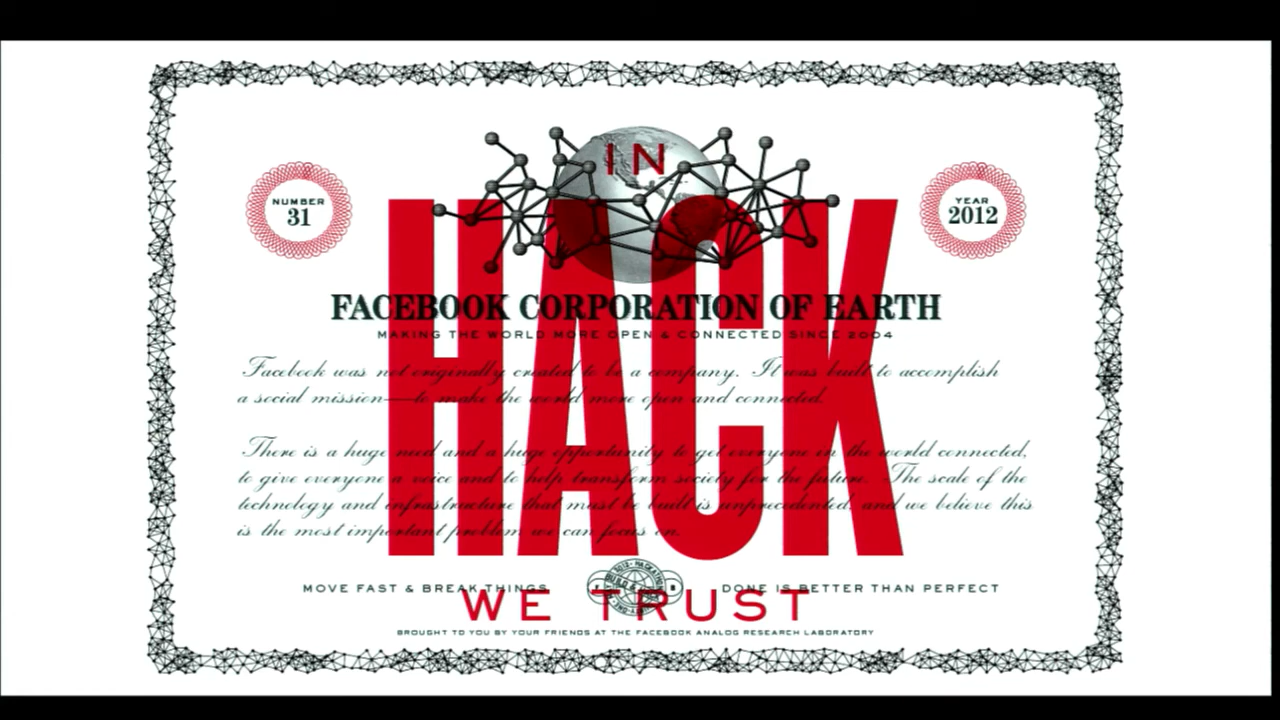 IN
HACK
NUMBER
31
YEAR
2012
FACEBOOK CORPORATION OF EARTH
MAKING THE WORLD MORE OPEN & CONNECTED SINCE 2004
Facebook was not originally created to be a company. It was built to accomplish
a social mission—to make the world more open and connected.
There is a huge need and a huge opportunity to get everyone in the world connected,
to give everyone a voice and to help transform society for the future. The scale of the
technology and infrastructure that must be built is unprecedented, and we believe this
is the most important problem we can focus on.
MOVE FAST & BREAK THINGS
DONE IS BETTER THAN PERFECT
WE TRUST
BROUGHT TO YOU BY YOUR FRIENDS AT THE FACEBOOK ANALOG RESEARCH LABORATORY